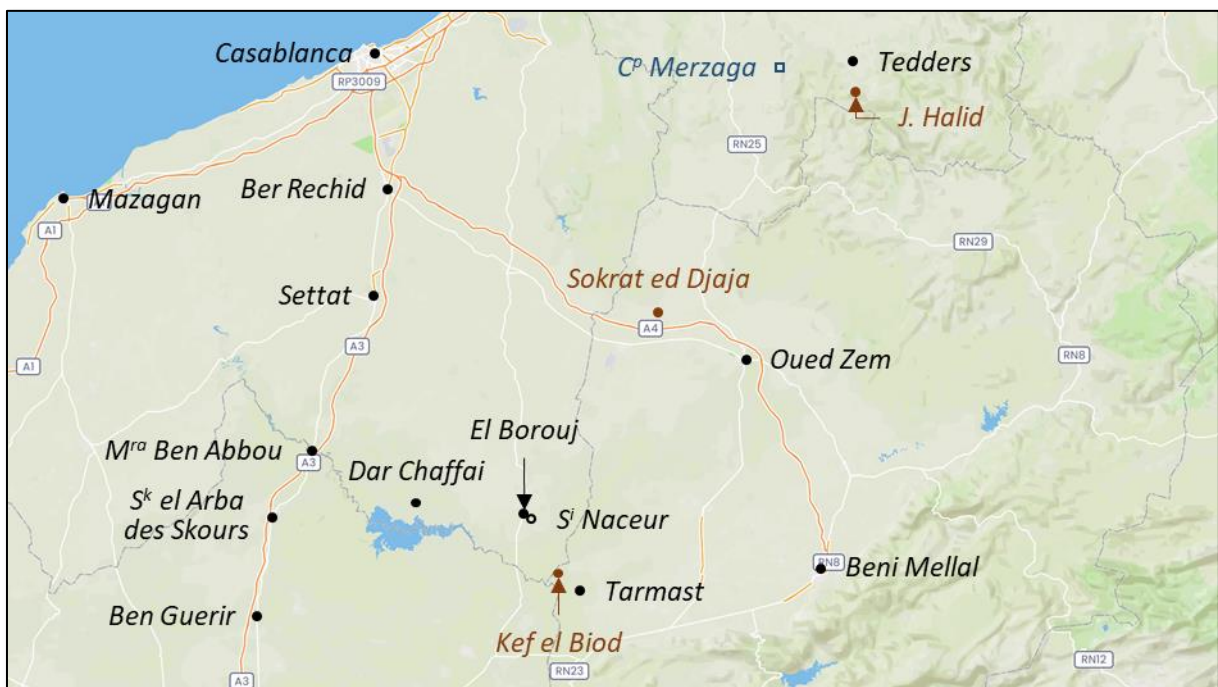 Casablanca
Cᵖ Merzaga
Tedders
RP3009
J. Halid
RN25
Mazagan
Ber Rechid
A1
RN29
Sokrat ed Djaja
Settat
A4
A3
A1
RN8
Oued Zem
El Borouj
Mʳᵃ Ben Abbou
A3
Dar Chaffai
Sᵏ el Arba
des Skours
Sⁱ Naceur
RN8
Beni Mellal
Tarmast
Ben Guerir
Kef el Biod
RN23
RN12
A3